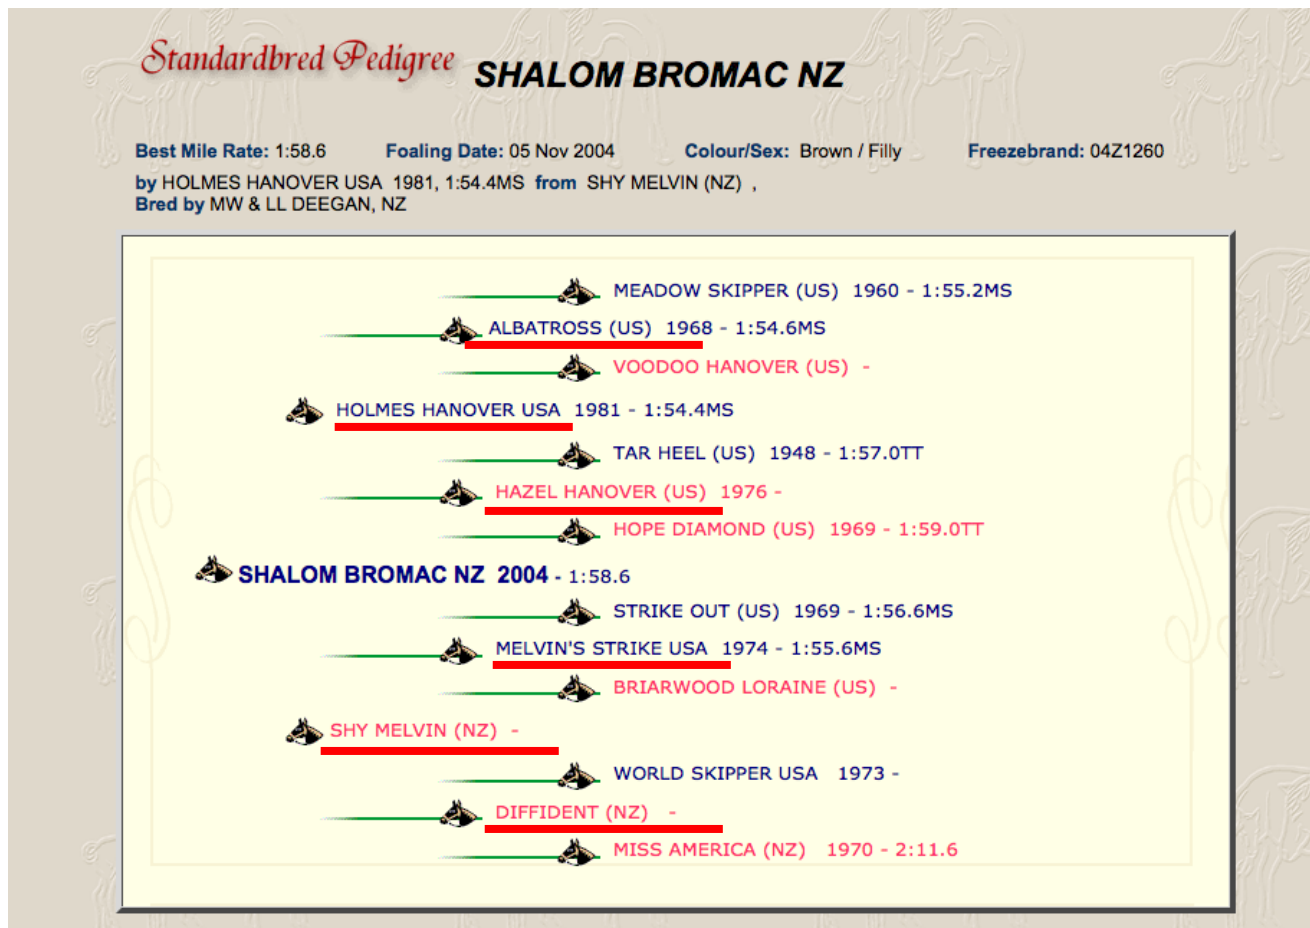 Standardbred Pedigree SHALOM BROMAC NZ
Best Mile Rate: 1:58.6 Foaling Date: 05 Nov 2004 Colour/Sex: Brown / Filly Freezebrand: 04Z1260
by HOLMES HANOVER USA 1981, 1:54.4MS from SHY MELVIN (NZ) ,
Bred by MW & LL DEEGAN, NZ
MEADOW SKIPPER (US) 1960 - 1:55.2MS
ALBATROSS (US) 1968 - 1:54.6MS
VOODOO HANOVER (US) -
HOLMES HANOVER USA 1981 - 1:54.4MS
TAR HEEL (US) 1948 - 1:57.0TT
HAZEL HANOVER (US) 1976 -
HOPE DIAMOND (US) 1969 - 1:59.0TT
SHALOM BROMAC NZ 2004 - 1:58.6
STRIKE OUT (US) 1969 - 1:56.6MS
MELVIN'S STRIKE USA 1974 - 1:55.6MS
BRIARWOOD LORAINE (US) -
SHY MELVIN (NZ) -
WORLD SKIPPER USA 1973 -
DIFFIDENT (NZ) -
MISS AMERICA (NZ) 1970 - 2:11.6